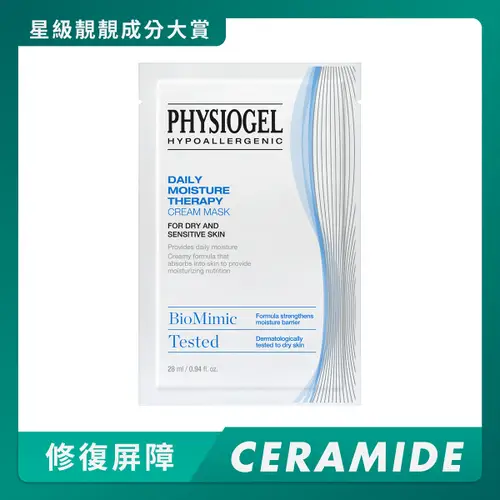 星級靚靚成分大賞
PHYSIOGEL
HYPOALLERGENIC
DAILY
MOISTURE
THERAPY
CREAM MASK
FOR DRY AND
SENSITIVE SKIN
Provides daily moisture
Creamy formula that
absorbs into skin to provide
moisturizing nutrition
BioMimic
Formula strengthens
moisture barrier
Tested
Dermatologically
tested to dry skin
28 ml / 0.94 fl. oz.
修復屏障
CERAMIDE